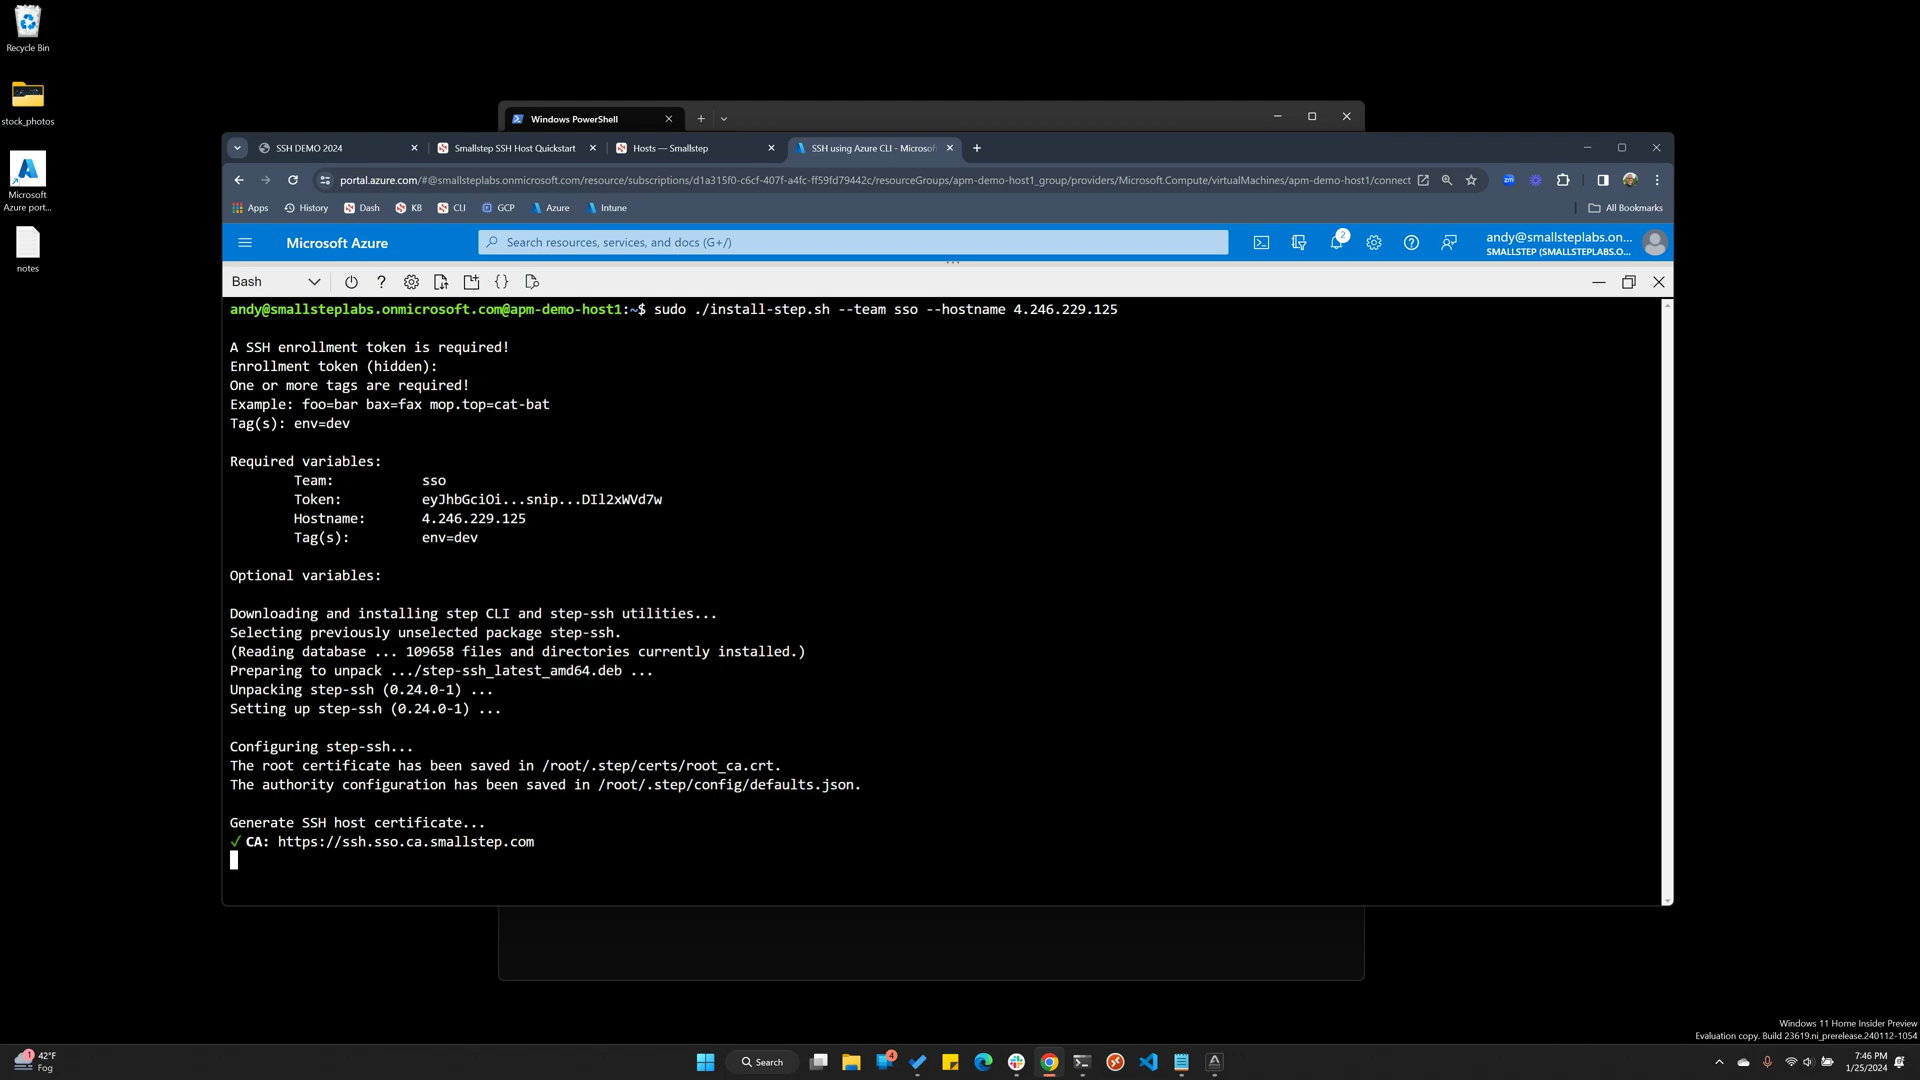 Recycle Bin
stock_photos
Microsoft
Azure port...
notes
Windows PowerShell
SSH DEMO 2024
Smallstep SSH Host Quickstart
Hosts — Smallstep
SSH using Azure CLI - Microsof
portal.azure.com/#@smallsteplabs.onmicrosoft.com/resource/subscriptions/d1a315f0-c6cf-407f-a4fc-ff59fd79442c/resourceGroups/apm-demo-host1_group/providers/Microsoft.Compute/virtualMachines/apm-demo-host1/connect
Apps
History
Dash
KB
CLI
GCP
Azure
Intune
All Bookmarks
Microsoft Azure
Search resources, services, and docs (G+/)
2
andy@smallsteplabs.on...
SMALLSTEP (SMALLSTEPLABS.O...
Bash
andy@smallsteplabs.onmicrosoft.com@apm-demo-host1:~$ sudo ./install-step.sh --team sso --hostname 4.246.229.125
A SSH enrollment token is required!
Enrollment token (hidden):
One or more tags are required!
Example: foo=bar bax=fax mop.top=cat-bat
Tag(s): env=dev
Required variables:
Team: sso
Token: eyJhbGciOi...snip...DIl2xWVd7w
Hostname: 4.246.229.125
Tag(s): env=dev
Optional variables:
Downloading and installing step CLI and step-ssh utilities...
Selecting previously unselected package step-ssh.
(Reading database ... 109658 files and directories currently installed.)
Preparing to unpack .../step-ssh_latest_amd64.deb ...
Unpacking step-ssh (0.24.0-1) ...
Setting up step-ssh (0.24.0-1) ...
Configuring step-ssh...
The root certificate has been saved in /root/.step/certs/root_ca.crt.
The authority configuration has been saved in /root/.step/config/defaults.json.
Generate SSH host certificate...
✓ CA: https://ssh.sso.ca.smallstep.com
Windows 11 Home Insider Preview
Evaluation copy. Build 23619.ni_prerelease.240112-1054
1
42°F
Fog
Search
4
7:46 PM
1/25/2024